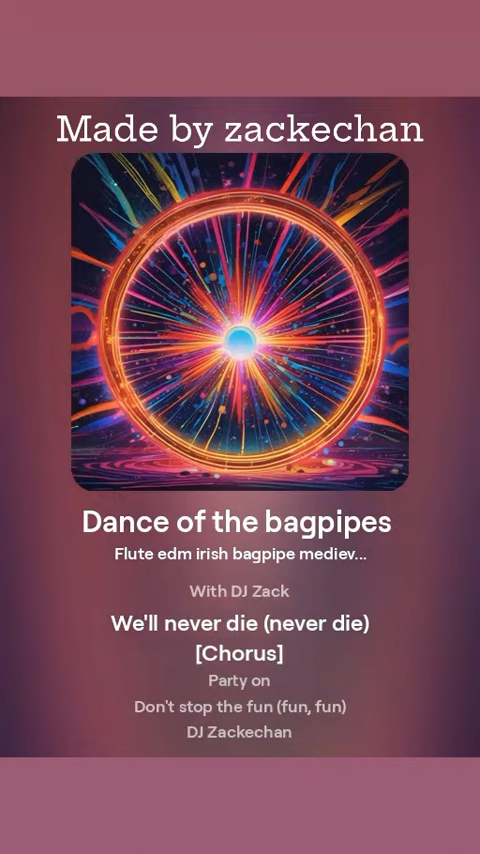 Made by zackechan
Dance of the bagpipes
Flute edm irish bagpipe mediev...
With DJ Zack
We'll never die (never die)
[Chorus]
Party on
Don't stop the fun (fun, fun)
DJ Zackechan